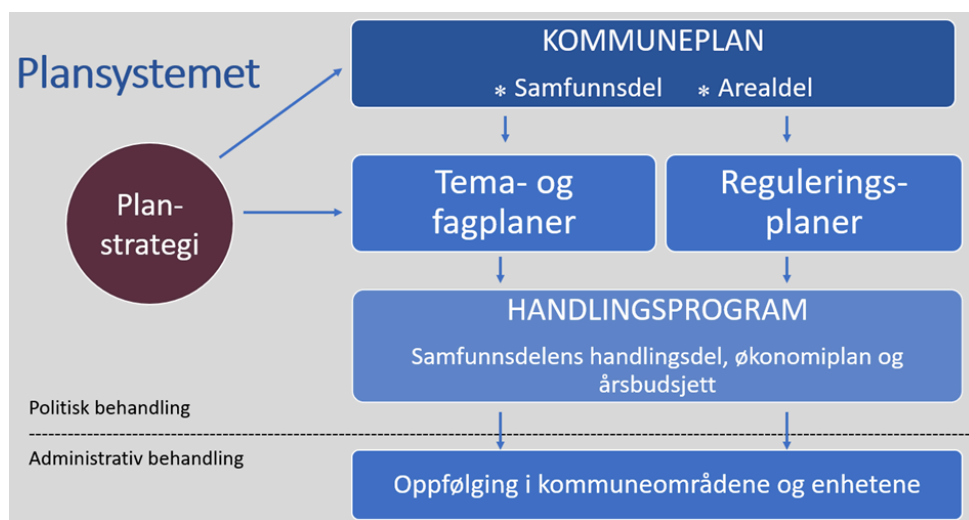 Plansystemet
KOMMUNEPLAN
* Samfunnsdel * Arealdel
Plan-
strategi
Tema- og
fagplaner
Regulerings-
planer
HANDLINGSPROGRAM
Samfunnsdelens handlingsdel, økonomiplan og
årsbudsjett
Politisk behandling
Administrativ behandling
Oppfølging i kommuneområdene og enhetene